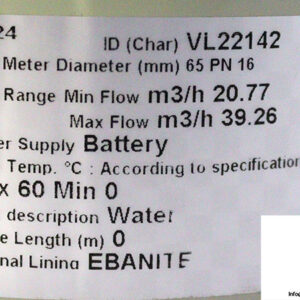 24
ID (Char) VL22142
Meter Diameter (mm) 65 PN 16
Range Min Flow m3/h 20.77
Max Flow m3/h 39.26
er Supply Battery
Temp. °C : According to specification
x 60 Min 0
description Water
e Length (m) 0
nal Lining EBANITE